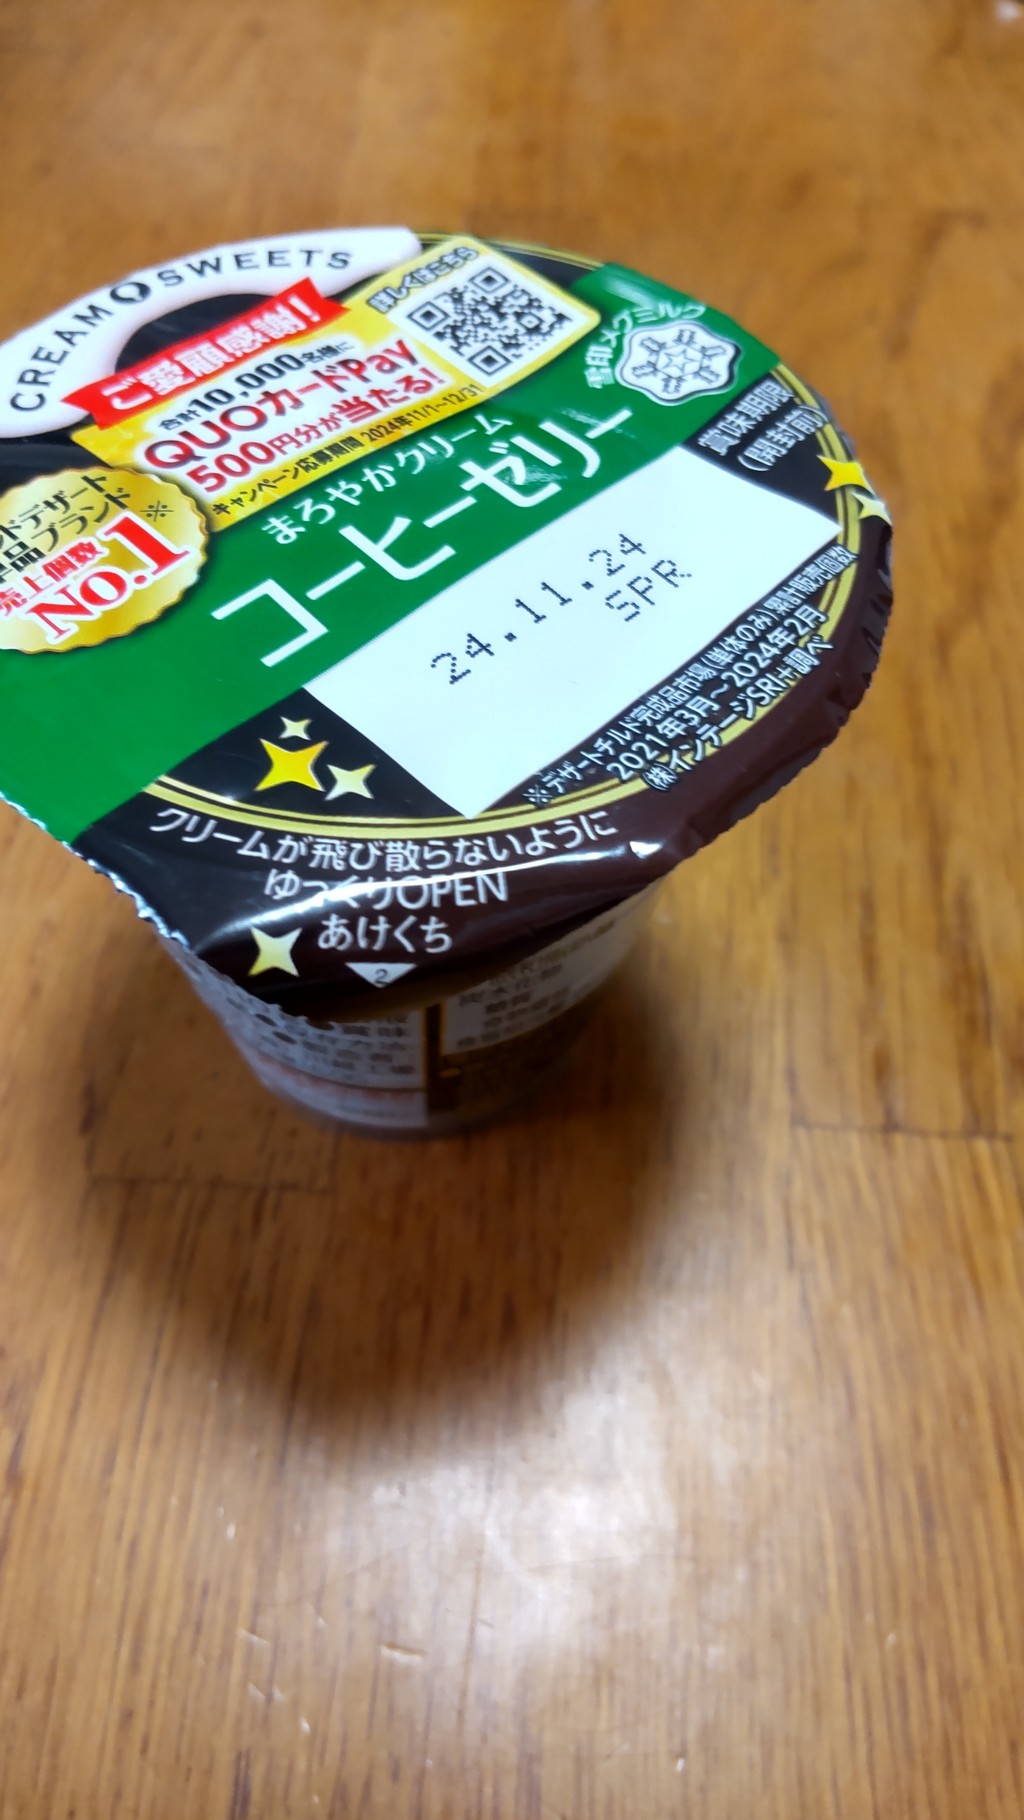 CREAM SWEETS
ご愛顧感謝!
合計10,000名様に
QUOカードPay
500円分が当たる!
キャンペーン応募期間 2024年11/1~12/31
詳しくはこちら
雪印メグミルク
まろやかクリーム
コーヒーゼリー
賞味期限
(開封前)
24.11.24
SPR
ンドデザート
単品ブランド※
売上個数
No.1
※デザートチルド完成品市場(単体のみ)累計販売個数
2021年3月~2024年2月
(株)インテージSRI+調べ
クリームが飛び散らないように
ゆっくりOPEN
あけくち
2